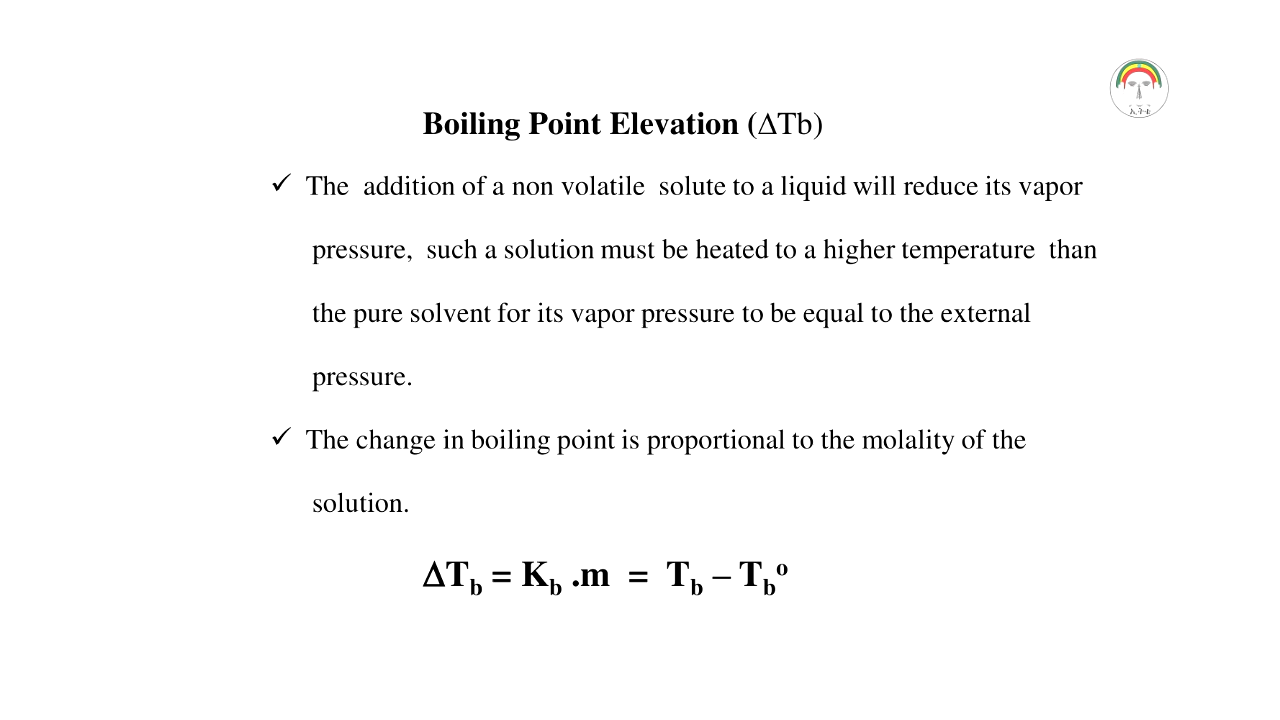 Boiling Point Elevation (∆Tb)
✓ The addition of a non volatile solute to a liquid will reduce its vapor
pressure, such a solution must be heated to a higher temperature than
the pure solvent for its vapor pressure to be equal to the external
pressure.
✓ The change in boiling point is proportional to the molality of the
solution.
∆Tb = Kb .m = Tb – Tbº